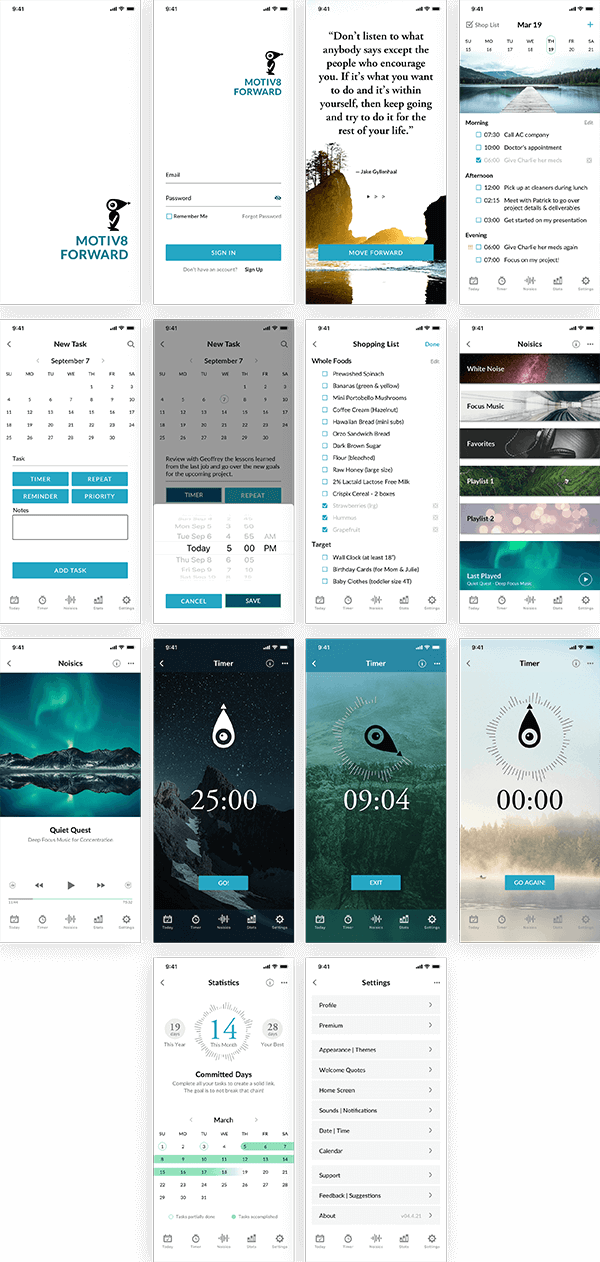 9:41
MOTIV8
FORWARD
9:41
MOTIV8
FORWARD
Email
Password
Remember Me Forgot Password
SIGN IN
Don't have an account? Sign Up
9:41
“Don’t listen to what
anybody says except the
people who encourage
you. If it’s what you want
to do and it’s within
yourself, then keep going
and try to do it for the
rest of your life.”
— Jake Gyllenhaal
MOVE FORWARD
9:41
Shop List Mar 19 +
SU MO TU WE TH FR SA
15 16 17 18 19 20 21
Morning Edit
07:30 Call AC company
10:00 Doctor's appointment
06:00 Give Charlie her meds
Afternoon
12:00 Pick up at cleaners during lunch
02:15 Meet with Patrick to go over
project details & deliverables
03:00 Get started on my presentation
Evening
06:00 Give Charlie her meds again
07:00 Focus on my project!
Today Timer Noisics Stats Settings
9:41
New Task
September 7
SU MO TU WE TH FR SA
1 2 3
4 5 6 7 8 9 10
11 12 13 14 15 16 17
18 19 20 21 22 23 24
25 26 27 28 29 30
Task
TIMER REPEAT
REMINDER PRIORITY
Notes
ADD TASK
Today Timer Noisics Stats Settings
9:41
New Task
September 7
SU MO TU WE TH FR SA
1 2 3
4 5 6 7 8 9 10
11 12 13 14 15 16 17
18 19 20 21 22 23 24
25 26 27 28 29 30
Review with Geoffrey the lessons learned
from the last job and go over the new goals
for the upcoming project.
TIMER REPEAT
Mon Sep 5 3 50
Tue Sep 6 4 55 AM
Today 5 00 PM
Thu Sep 8 6 05
Fri Sep 9 7 10
CANCEL SAVE
9:41
Shopping List Done
Whole Foods Edit
Prewashed Spinach
Bananas (green & yellow)
Mini Portobello Mushrooms
Coffee Cream [Hazelnut]
Hawaiian Bread (mini subs)
Orzo Sandwich Bread
Dark Brown Sugar
Flour [bleached]
Raw Honey (large size)
2% Lactaid Lactose Free Milk
Crispix Cereal - 2 boxes
Strawberries (lrg)
Hummus
Grapefruit
Target
Wall Clock (at least 18")
Birthday Cards (for Mom & Julie)
Baby Clothes (toddler size 4T)
Today Timer Noisics Stats Settings
9:41
Noisics
White Noise
Focus Music
Favorites
Playlist 1
Playlist 2
Last Played
Quiet Quest - Deep Focus Music
Today Timer Noisics Stats Settings
9:41
Noisics
Quiet Quest
Deep Focus Music for Concentration
Today Timer Noisics Stats Settings
9:41
Timer
25:00
GO!
Today Timer Noisics Stats Settings
9:41
Timer
09:04
EXIT
Today Timer Noisics Stats Settings
9:41
Timer
00:00
GO AGAIN!
Today Timer Noisics Stats Settings
9:41
Statistics
19 days 14 28 days
This Year This Month Your Best
Committed Days
Complete all your tasks to create a solid link.
The goal is to not break that chain!
March
SU MO TU WE TH FR SA
1 2 3 4 5 6 7
8 9 10 11 12 13 14
15 16 17 18 19 20 21
22 23 24 25 26 27 28
29 30 31
Tasks partially done Tasks accomplished
Today Timer Noisics Stats Settings
9:41
Settings
Profile
Premium
Appearance | Themes
Welcome Quotes
Home Screen
Sounds | Notifications
Date | Time
Calendar
Support
Feedback | Suggestions
About v04.4.21
Today Timer Noisics Stats Settings